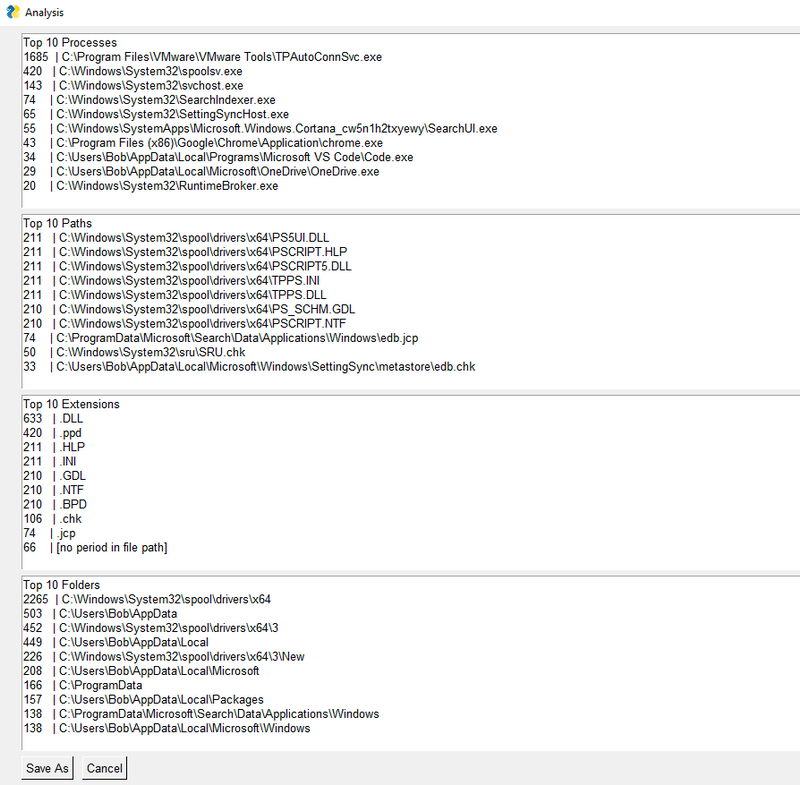 Analysis
Top 10 Processes
1685 | C:\Program Files\VMware\VMware Tools\TPAutoConnSvc.exe
420 | C:\Windows\System32\spoolsv.exe
143 | C:\Windows\System32\svchost.exe
74 | C:\Windows\System32\SearchIndexer.exe
65 | C:\Windows\System32\SettingSyncHost.exe
55 | C:\Windows\SystemApps\Microsoft.Windows.Cortana_cw5n1h2txyewy\SearchUI.exe
43 | C:\Program Files (x86)\Google\Chrome\Application\chrome.exe
34 | C:\Users\Bob\AppData\Local\Programs\Microsoft VS Code\Code.exe
29 | C:\Users\Bob\AppData\Local\Microsoft\OneDrive\OneDrive.exe
20 | C:\Windows\System32\RuntimeBroker.exe
Top 10 Paths
211 | C:\Windows\System32\spool\drivers\x64\PS5UI.DLL
211 | C:\Windows\System32\spool\drivers\x64\PSCRIPT.HLP
211 | C:\Windows\System32\spool\drivers\x64\PSCRIPT5.DLL
211 | C:\Windows\System32\spool\drivers\x64\TPPS.INI
211 | C:\Windows\System32\spool\drivers\x64\TPPS.DLL
210 | C:\Windows\System32\spool\drivers\x64\PS_SCHM.GDL
210 | C:\Windows\System32\spool\drivers\x64\PSCRIPT.NTF
74 | C:\ProgramData\Microsoft\Search\Data\Applications\Windows\edb.jcp
50 | C:\Windows\System32\sru\SRU.chk
33 | C:\Users\Bob\AppData\Local\Microsoft\Windows\SettingSync\metastore\edb.chk
Top 10 Extensions
633 | .DLL
420 | .ppd
211 | .HLP
211 | .INI
210 | .GDL
210 | .NTF
210 | .BPD
106 | .chk
74 | .jcp
66 | [no period in file path]
Top 10 Folders
2265 | C:\Windows\System32\spool\drivers\x64
503 | C:\Users\Bob\AppData
452 | C:\Windows\System32\spool\drivers\x64\3
449 | C:\Users\Bob\AppData\Local
226 | C:\Windows\System32\spool\drivers\x64\3\New
208 | C:\Users\Bob\AppData\Local\Microsoft
166 | C:\ProgramData
157 | C:\Users\Bob\AppData\Local\Packages
138 | C:\ProgramData\Microsoft\Search\Data\Applications\Windows
138 | C:\Users\Bob\AppData\Local\Microsoft\Windows
Save As Cancel